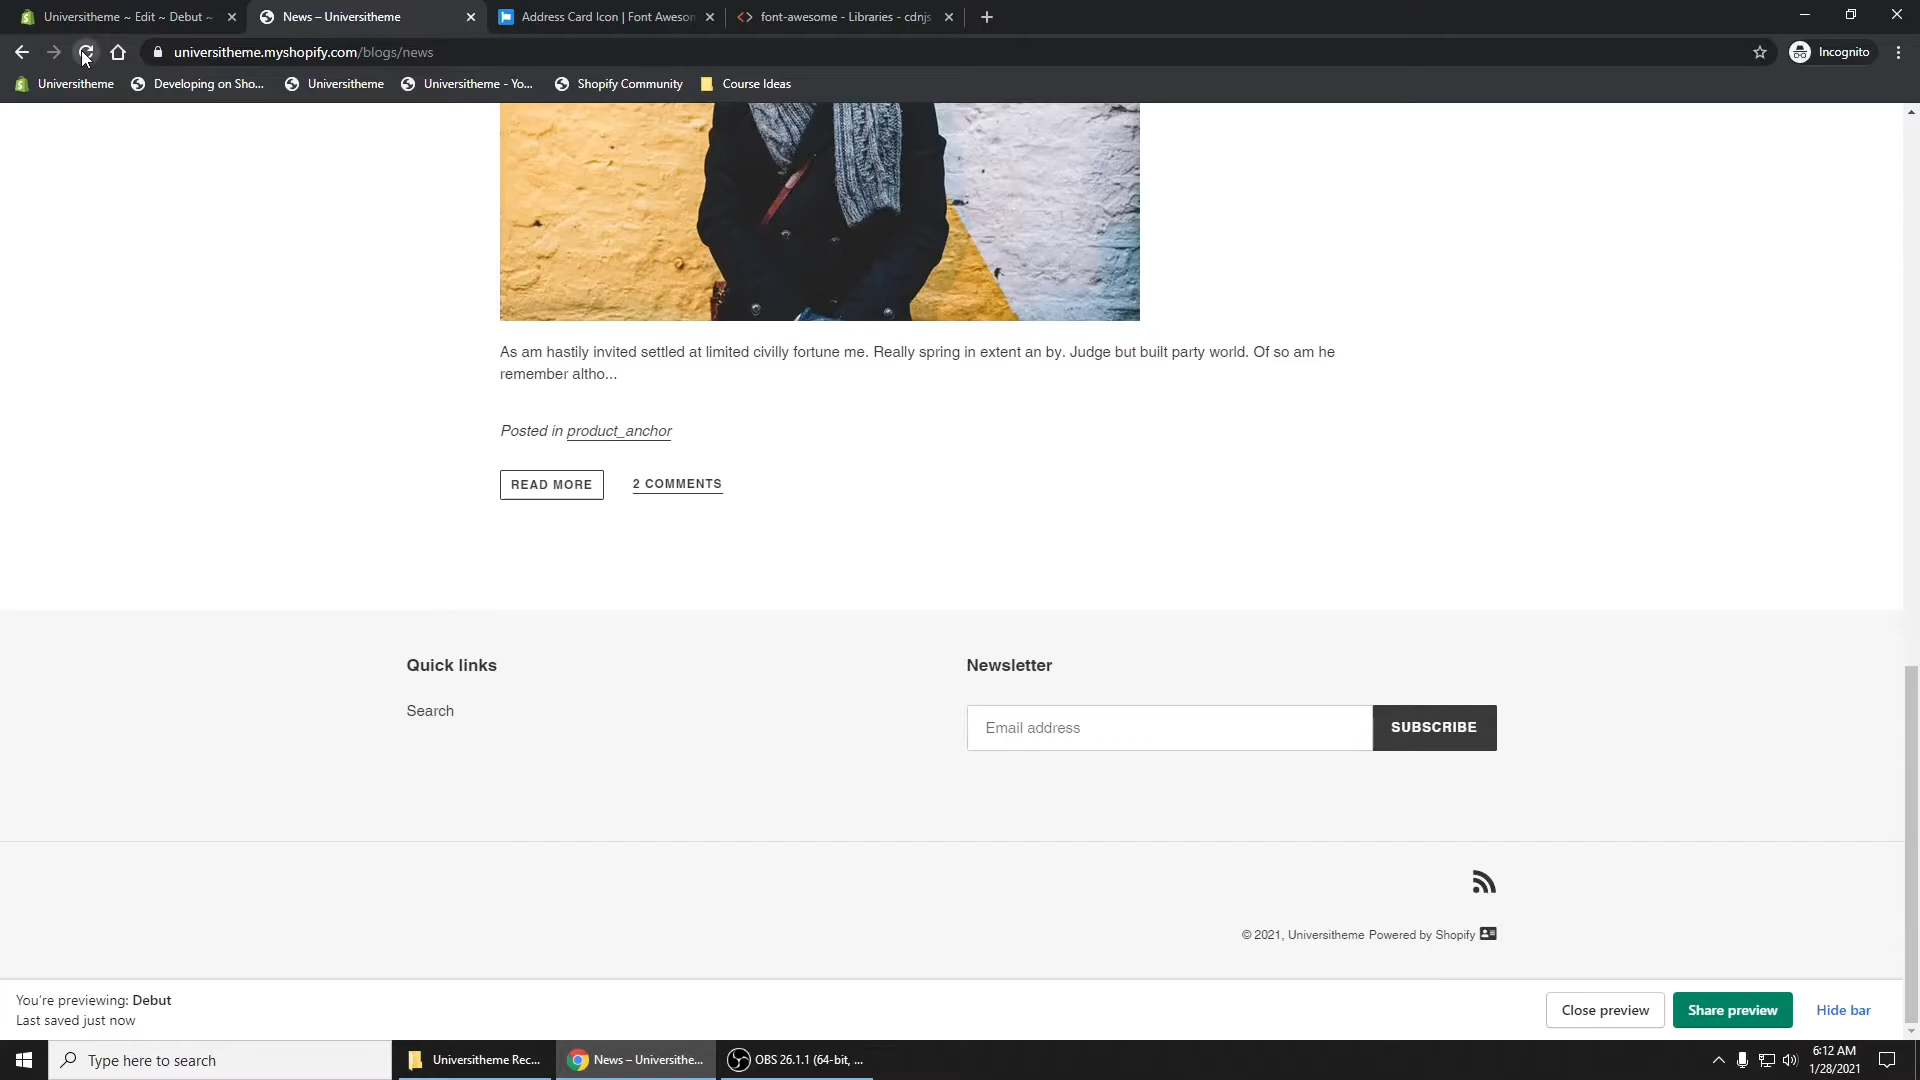 Universitheme ~ Edit ~ Debut ~
News – Universitheme
Address Card Icon | Font Aweson
font-awesome - Libraries - cdnjs
universitheme.myshopify.com/blogs/news
Incognito
Universitheme
Developing on Sho...
Universitheme
Universitheme - Yo...
Shopify Community
Course Ideas
As am hastily invited settled at limited civilly fortune me. Really spring in extent an by. Judge but built party world. Of so am he
remember altho...
Posted in product_anchor
READ MORE
2 COMMENTS
Quick links
Newsletter
Search
Email address
SUBSCRIBE
© 2021, Universitheme Powered by Shopify
You're previewing: Debut
Last saved just now
Close preview
Share preview
Hide bar
Type here to search
Universitheme Rec...
News – Universithe...
OBS 26.1.1 (64-bit, ...
6:12 AM
1/28/2021